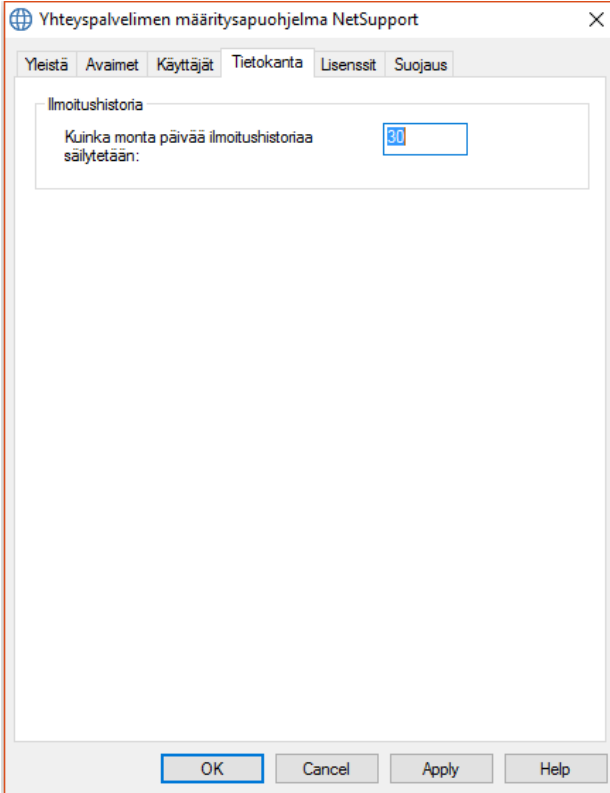 Yhteyspalvelimen määritysapuohjelma NetSupport
Yleistä Avaimet Käyttäjät Tietokanta Lisenssit Suojaus
Ilmoitushistoria
Kuinka monta päivää ilmoitushistoriaa 30
säilytetään:
OK Cancel Apply Help